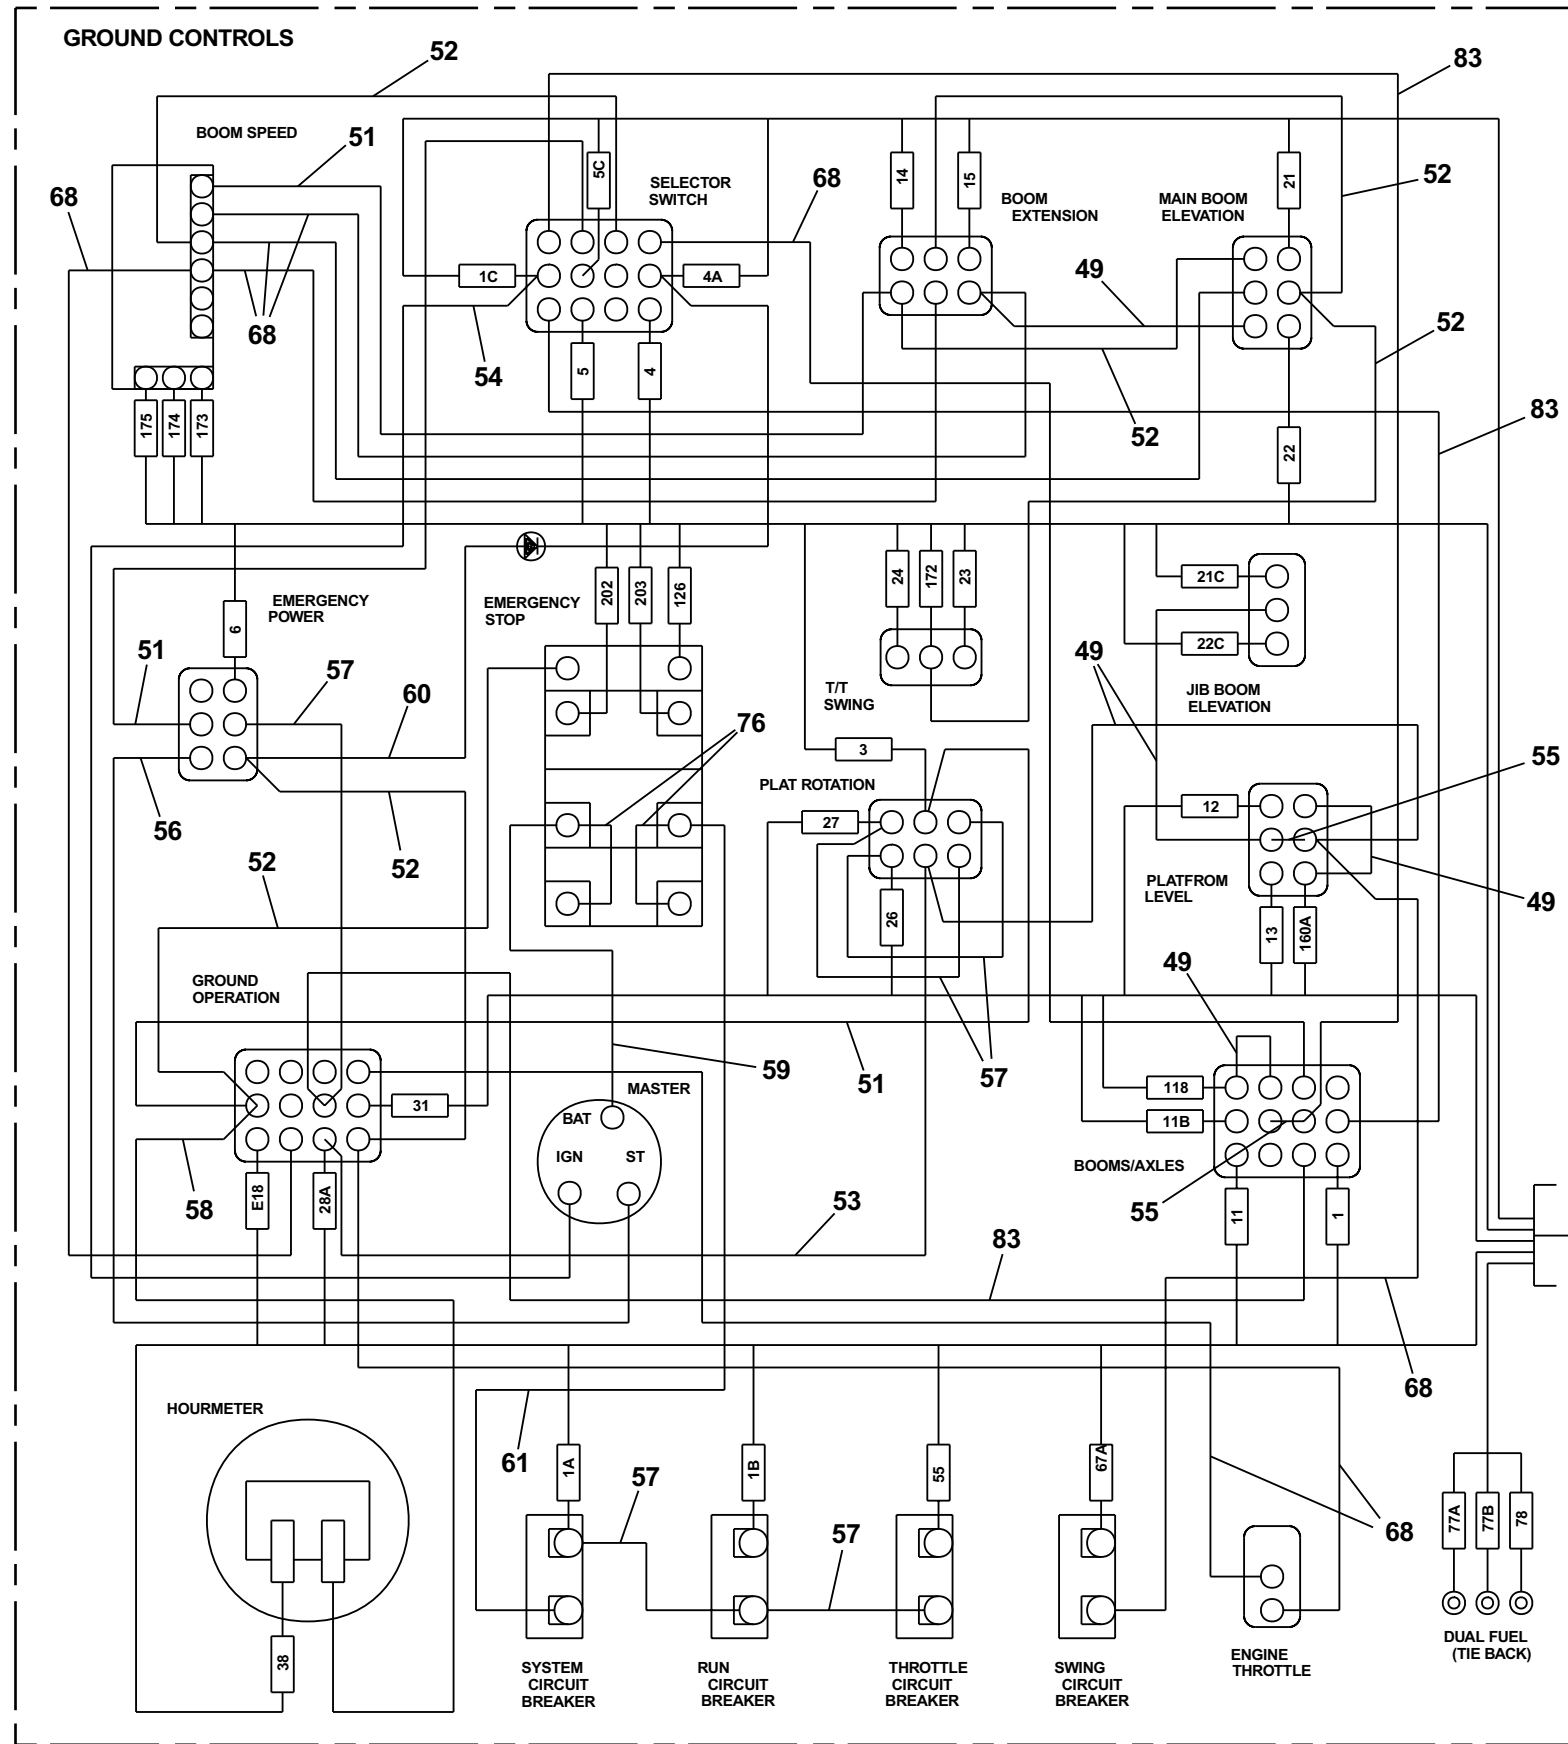 GROUND CONTROLS
52
83
BOOM SPEED
51
5C
SELECTOR
SWITCH
68
14
15
BOOM
EXTENSION
MAIN BOOM
ELEVATION
21
52
68
1C
4A
49
68
54
5
4
52
52
83
175
174
173
22
EMERGENCY
POWER
6
EMERGENCY
STOP
202
203
126
24
172
23
21C
22C
51
57
60
T/T
SWING
49
JIB BOOM
ELEVATION
76
3
55
PLAT ROTATION
56
52
52
27
12
PLATFROM
LEVEL
49
26
13
160A
GROUND
OPERATION
49
59
51
57
31
MASTER
BAT
IGN
ST
118
11B
BOOMS/AXLES
58
E18
28A
53
55
11
1
83
68
HOURMETER
61
1A
57
1B
55
67A
57
68
77A
77B
78
38
SYSTEM
CIRCUIT
BREAKER
RUN
CIRCUIT
BREAKER
THROTTLE
CIRCUIT
BREAKER
SWING
CIRCUIT
BREAKER
ENGINE
THROTTLE
DUAL FUEL
(TIE BACK)